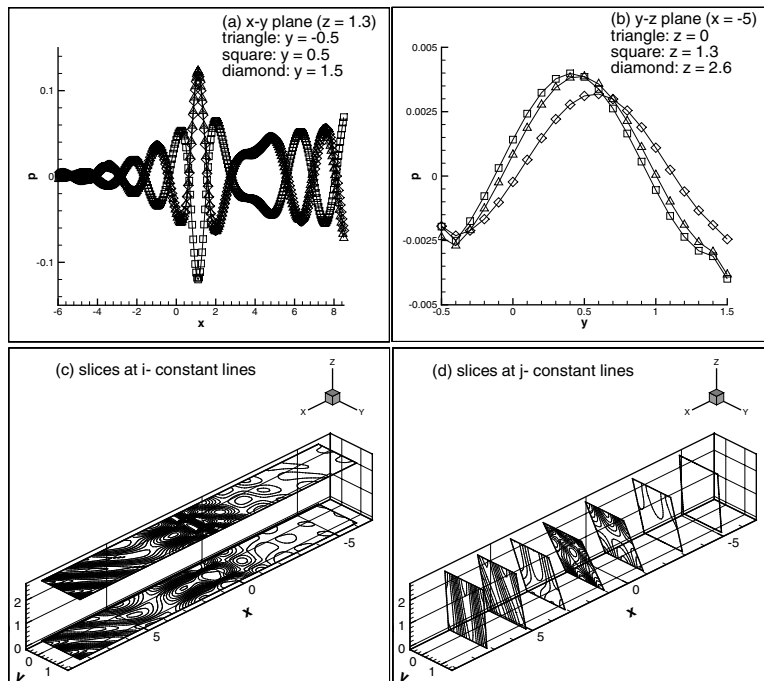 (a) x-y plane (z = 1.3)
triangle: y = -0.5
square: y = 0.5
diamond: y = 1.5
0.1
0
-0.1
p
-6 -4 -2 0 2 4 6 8
x
(b) y-z plane (x = -5)
triangle: z = 0
square: z = 1.3
diamond: z = 2.6
0.005
0.0025
0
-0.0025
-0.005
p
-0.5 0 0.5 1 1.5
y
(c) slices at i- constant lines
Z
X Y
-5
0
5
x
2
1
0
0
1
y
(d) slices at j- constant lines
Z
X Y
-5
0
5
x
2
1
0
0
1
y